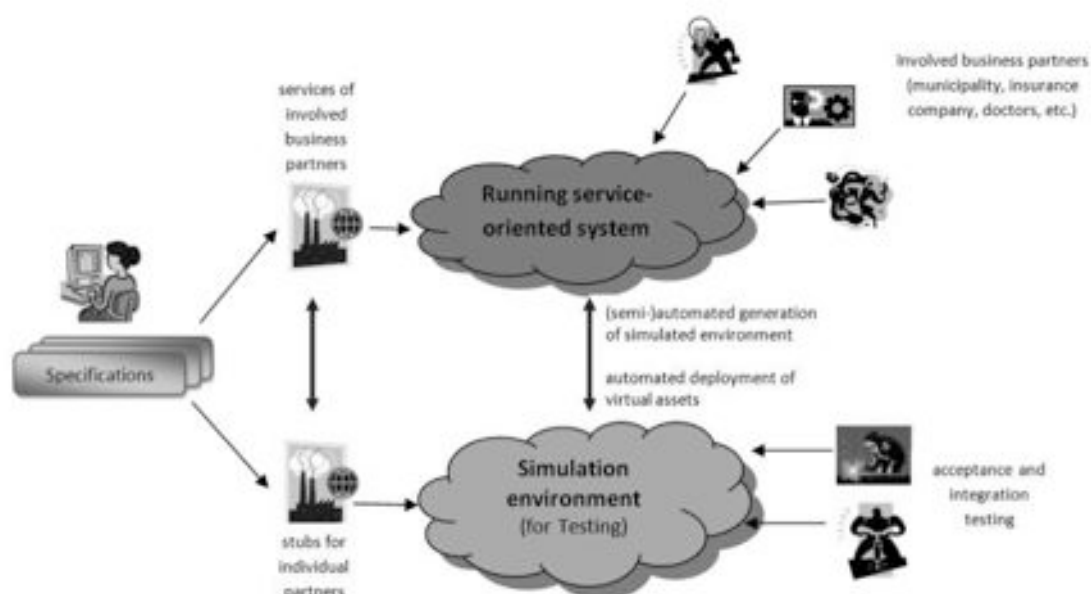 services of
involved
business
partners
Involved business partners
(municipality, insurance
company, doctors, etc.)
Running service-
oriented system
Specifications
(semi-)automated generation
of simulated environment
automated deployment of
virtual assets
Simulation
environment
(for Testing)
acceptance and
integration
testing
stubs for
individual
partners